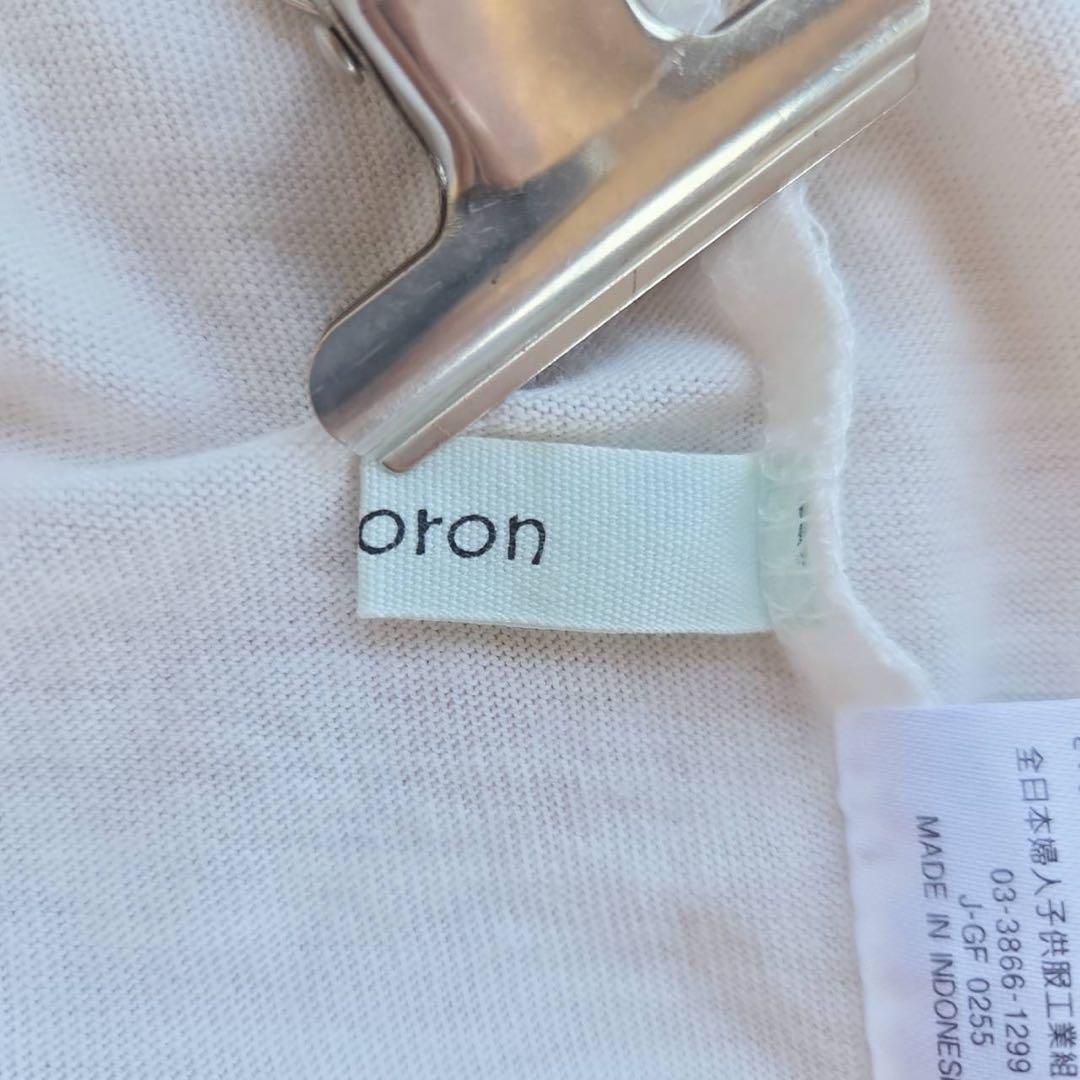 oron
全日本婦人子供服工業組
03-3866-1299
J-GF 0255
MADE IN INDONESI